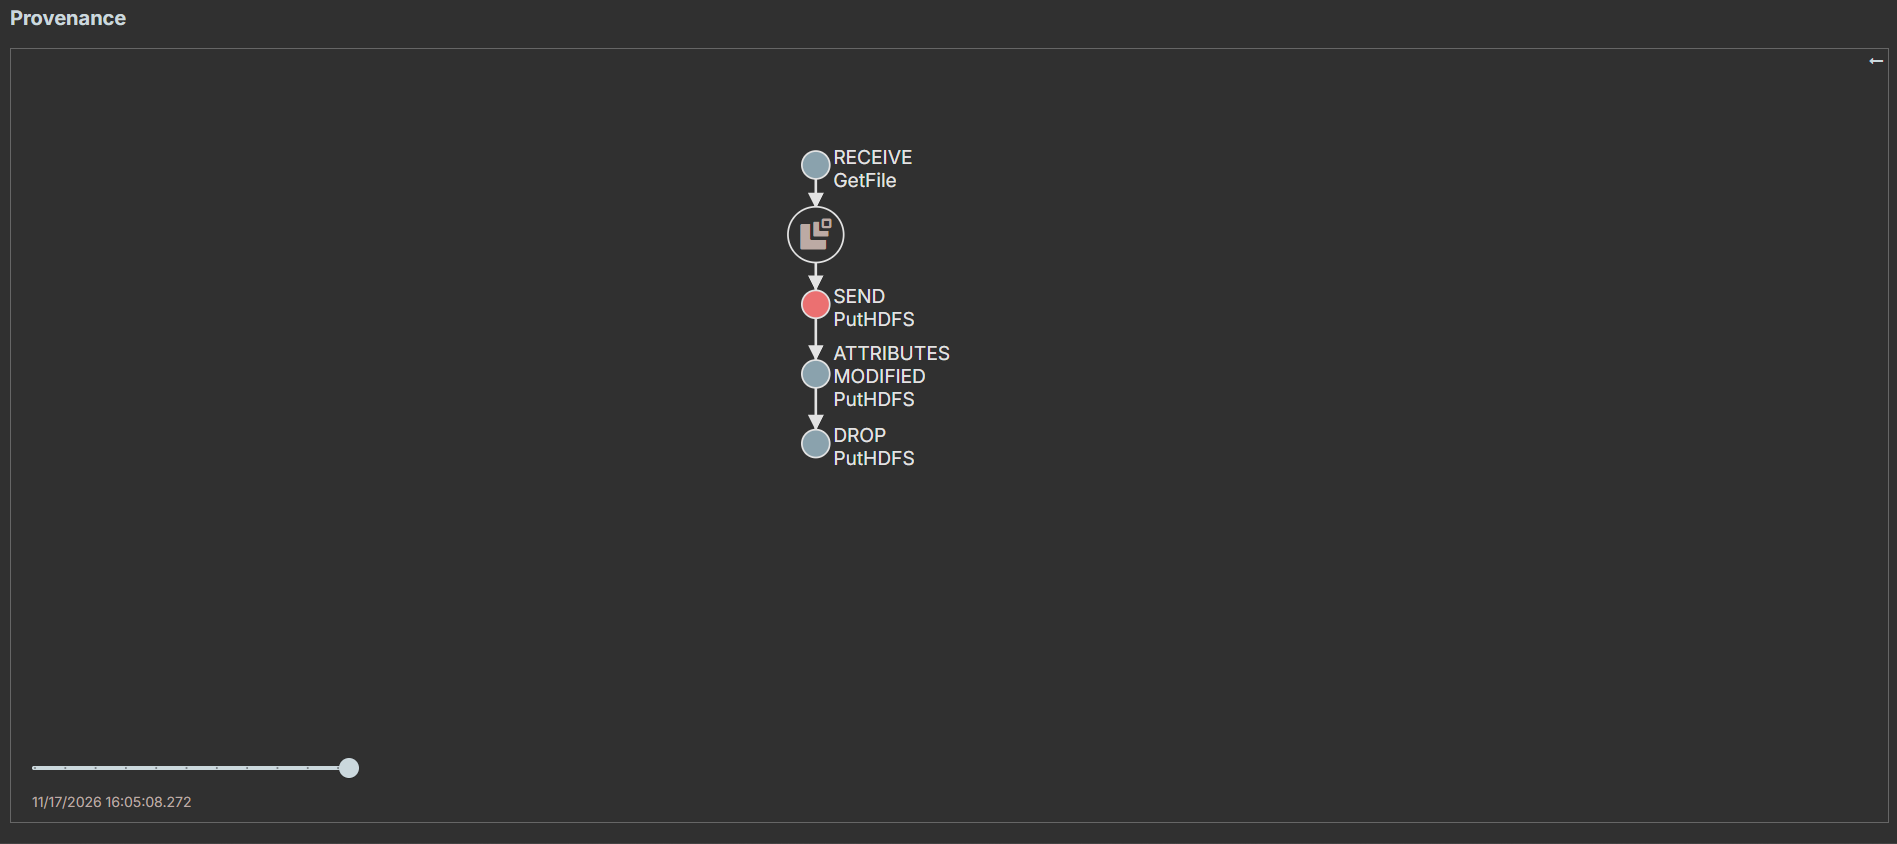 Provenance
RECEIVE
GetFile
SEND
PutHDFS
ATTRIBUTES
MODIFIED
PutHDFS
DROP
PutHDFS
11/17/2026 16:05:08.272